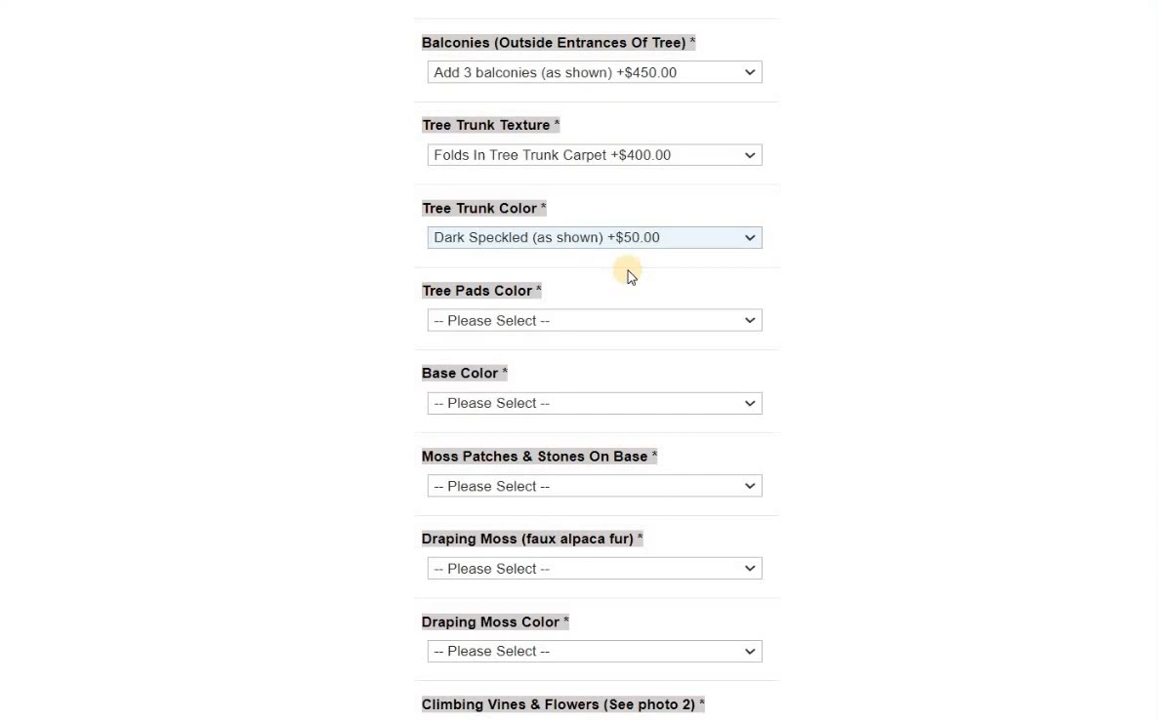 Balconies (Outside Entrances Of Tree) *
Add 3 balconies (as shown) +$450.00
Tree Trunk Texture *
Folds In Tree Trunk Carpet +$400.00
Tree Trunk Color *
Dark Speckled (as shown) +$50.00
Tree Pads Color *
-- Please Select --
Base Color *
-- Please Select --
Moss Patches & Stones On Base *
-- Please Select --
Draping Moss (faux alpaca fur) *
-- Please Select --
Draping Moss Color *
-- Please Select --
Climbing Vines & Flowers (See photo 2) *